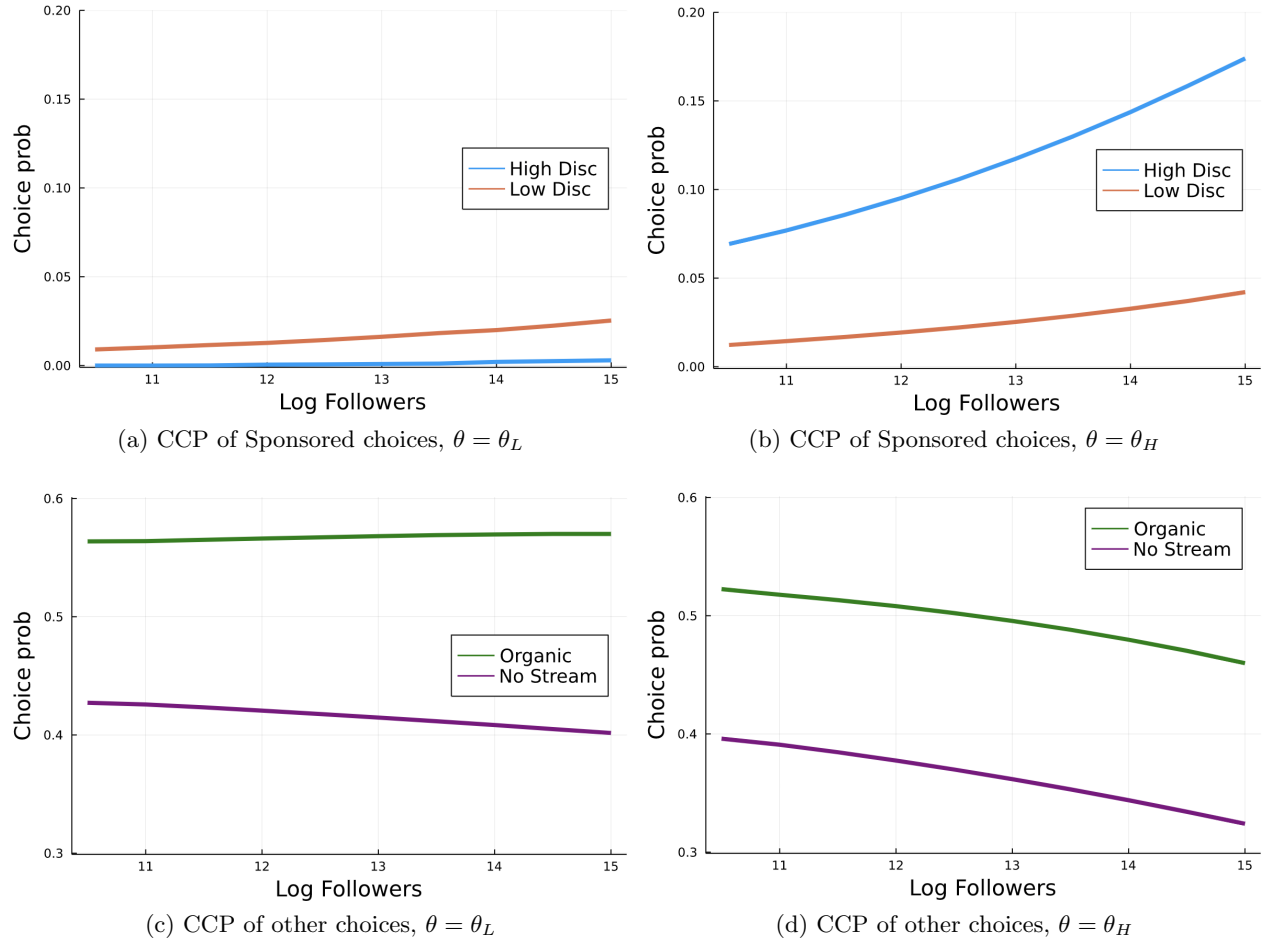 0.20
0.15
0.10
0.05
0.00
Choice prob
High Disc
Low Disc
11 12 13 14 15
Log Followers
(a) CCP of Sponsored choices, θ = θ_L
0.20
0.15
0.10
0.05
0.00
Choice prob
High Disc
Low Disc
11 12 13 14 15
Log Followers
(b) CCP of Sponsored choices, θ = θ_H
0.6
0.5
0.4
0.3
Choice prob
Organic
No Stream
11 12 13 14 15
Log Followers
(c) CCP of other choices, θ = θ_L
0.6
0.5
0.4
0.3
Choice prob
Organic
No Stream
11 12 13 14 15
Log Followers
(d) CCP of other choices, θ = θ_H